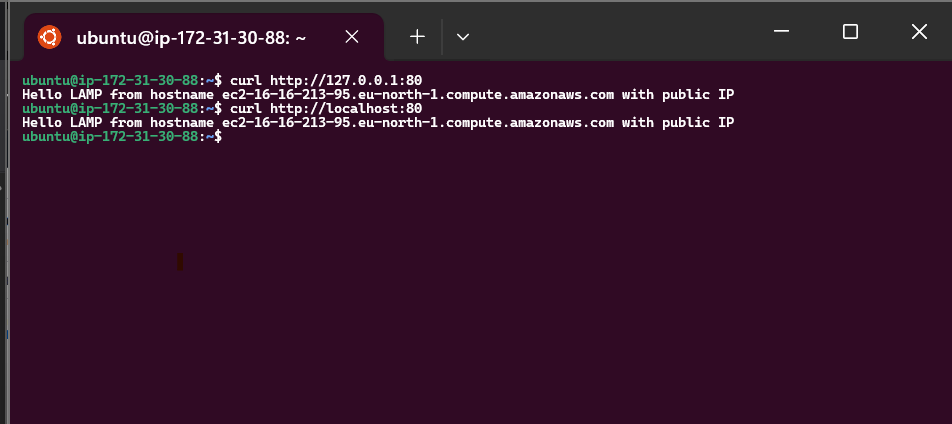 ubuntu@ip-172-31-30-88: ~
ubuntu@ip-172-31-30-88:~$ curl http://127.0.0.1:80
Hello LAMP from hostname ec2-16-16-213-95.eu-north-1.compute.amazonaws.com with public IP
ubuntu@ip-172-31-30-88:~$ curl http://localhost:80
Hello LAMP from hostname ec2-16-16-213-95.eu-north-1.compute.amazonaws.com with public IP
ubuntu@ip-172-31-30-88:~$